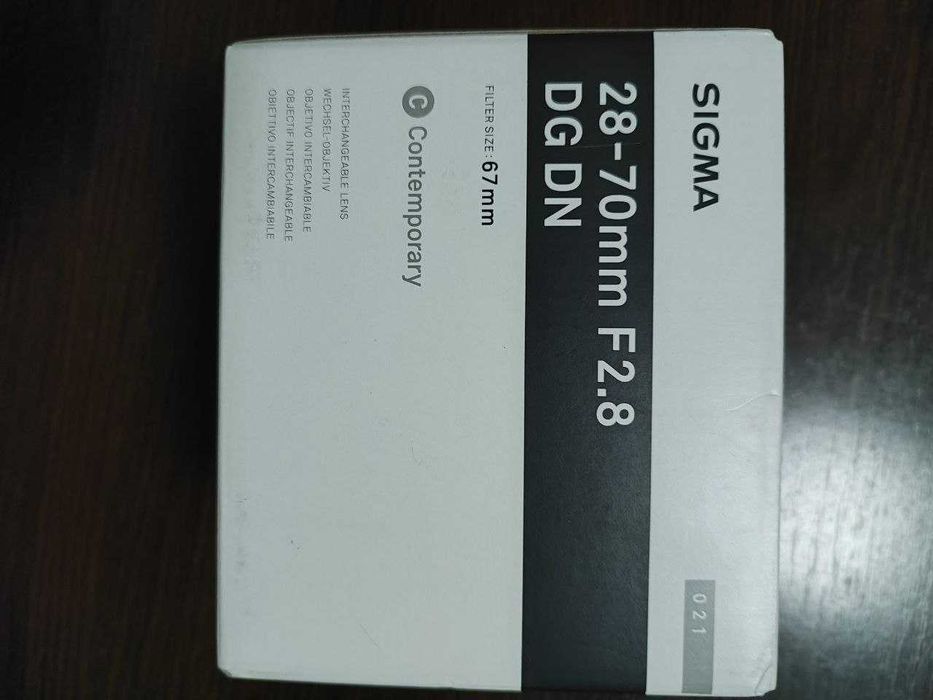 SIGMA
021
28-70mm F2.8
DG DN
FILTER SIZE : 67mm
C Contemporary
INTERCHANGEABLE LENS
WECHSEL-OBJEKTIV
OBJETIVO INTERCAMBIABLE
OBJECTIF INTERCHANGEABLE
OBIETTIVO INTERCAMBIABILE